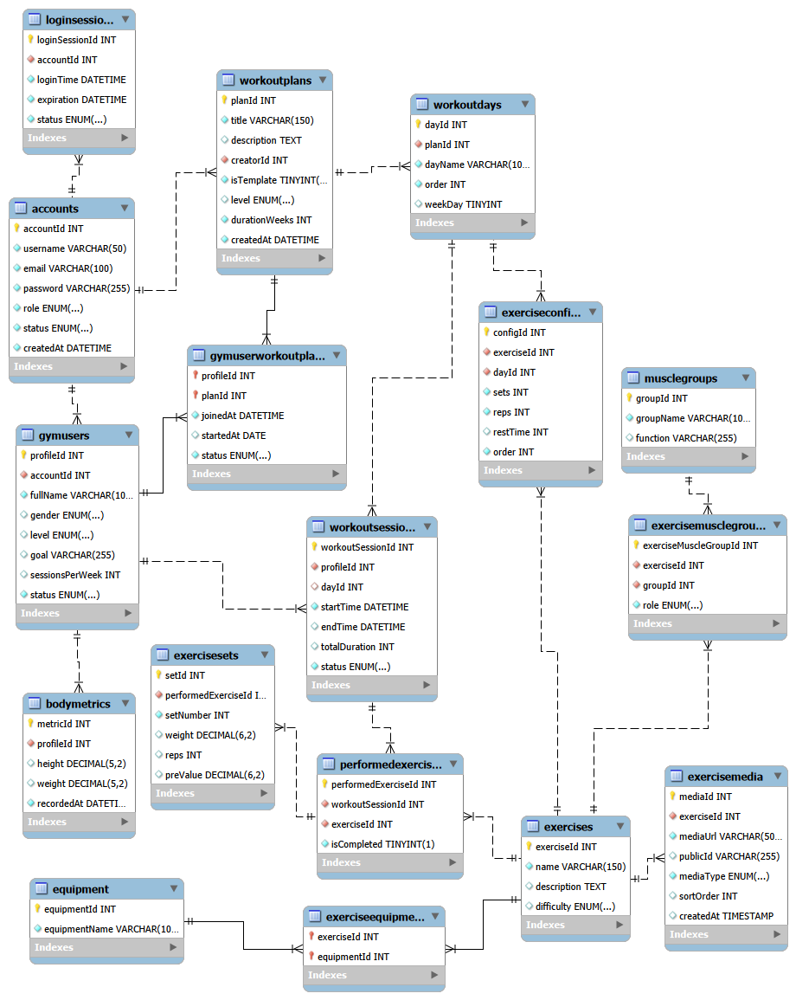 loginsessio...
loginSessionId INT
accountId INT
loginTime DATETIME
expiration DATETIME
status ENUM(...)
Indexes
workoutplans
planId INT
title VARCHAR(150)
description TEXT
creatorId INT
isTemplate TINYINT(...
level ENUM(...)
durationWeeks INT
createdAt DATETIME
Indexes
workoutdays
dayId INT
planId INT
dayName VARCHAR(10...
order INT
weekDay TINYINT
Indexes
accounts
accountId INT
username VARCHAR(50)
email VARCHAR(100)
password VARCHAR(255)
role ENUM(...)
status ENUM(...)
createdAt DATETIME
Indexes
exerciseconfi...
configId INT
exerciseId INT
dayId INT
sets INT
reps INT
restTime INT
order INT
Indexes
gymuserworkoutpla...
profileId INT
planId INT
joinedAt DATETIME
startedAt DATE
status ENUM(...)
Indexes
musclegroups
groupId INT
groupName VARCHAR(10...
function VARCHAR(255)
Indexes
gymusers
profileId INT
accountId INT
fullName VARCHAR(10...
gender ENUM(...)
level ENUM(...)
goal VARCHAR(255)
sessionsPerWeek INT
status ENUM(...)
Indexes
workoutsessio...
workoutSessionId INT
profileId INT
dayId INT
startTime DATETIME
endTime DATETIME
totalDuration INT
status ENUM(...)
Indexes
exercisemusclegrou...
exerciseMuscleGroupId INT
exerciseId INT
groupId INT
role ENUM(...)
Indexes
exercisesets
setId INT
performedExerciseId I...
setNumber INT
weight DECIMAL(6,2)
reps INT
preValue DECIMAL(6,2)
Indexes
bodymetrics
metricId INT
profileId INT
height DECIMAL(5,2)
weight DECIMAL(5,2)
recordedAt DATETI...
Indexes
performedexercis...
performedExerciseId INT
workoutSessionId INT
exerciseId INT
isCompleted TINYINT(1)
Indexes
exercises
exerciseId INT
name VARCHAR(150)
description TEXT
difficulty ENUM(...)
Indexes
exercisemedia
mediaId INT
exerciseId INT
mediaUrl VARCHAR(50...
publicId VARCHAR(255)
mediaType ENUM(...)
sortOrder INT
createdAt TIMESTAMP
Indexes
equipment
equipmentId INT
equipmentName VARCHAR(10...
Indexes
exerciseequipme...
exerciseId INT
equipmentId INT
Indexes